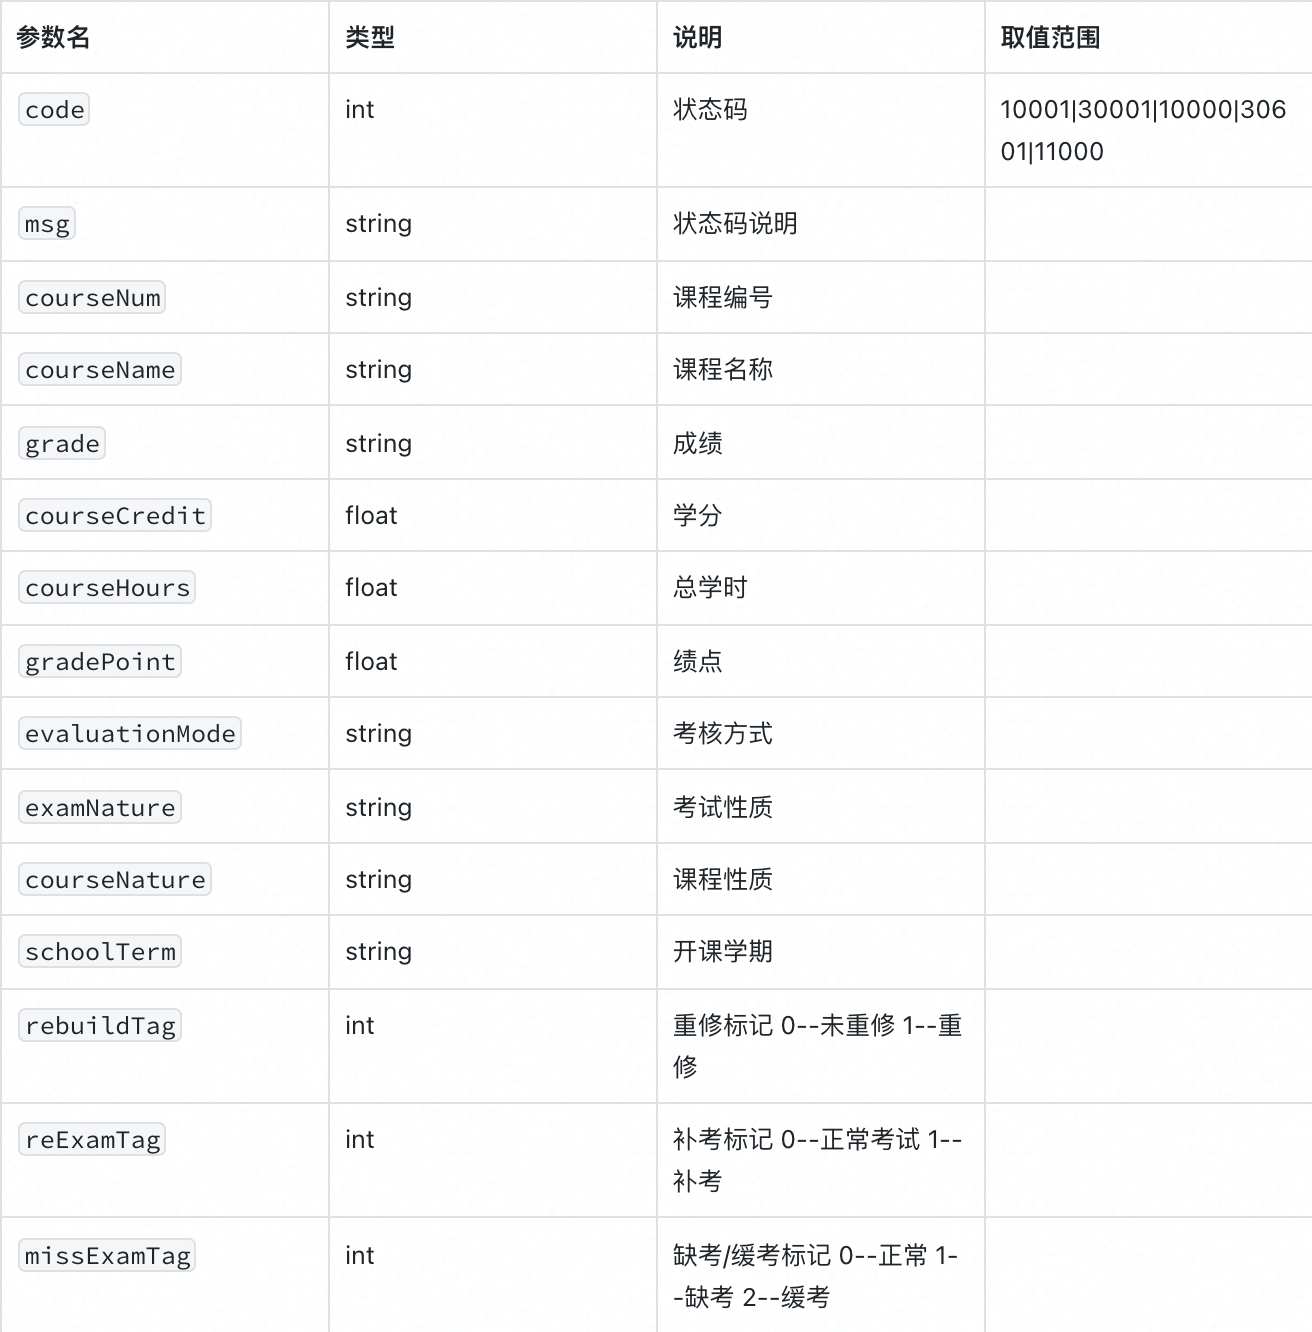 参数名 类型 说明 取值范围
code int 状态码 10001|30001|10000|306
01|11000
msg string 状态码说明
courseNum string 课程编号
courseName string 课程名称
grade string 成绩
courseCredit float 学分
courseHours float 总学时
gradePoint float 绩点
evaluationMode string 考核方式
examNature string 考试性质
courseNature string 课程性质
schoolTerm string 开课学期
rebuildTag int 重修标记 0--未重修 1--重
修
reExamTag int 补考标记 0--正常考试 1--
补考
missExamTag int 缺考/缓考标记 0--正常 1-
-缺考 2--缓考